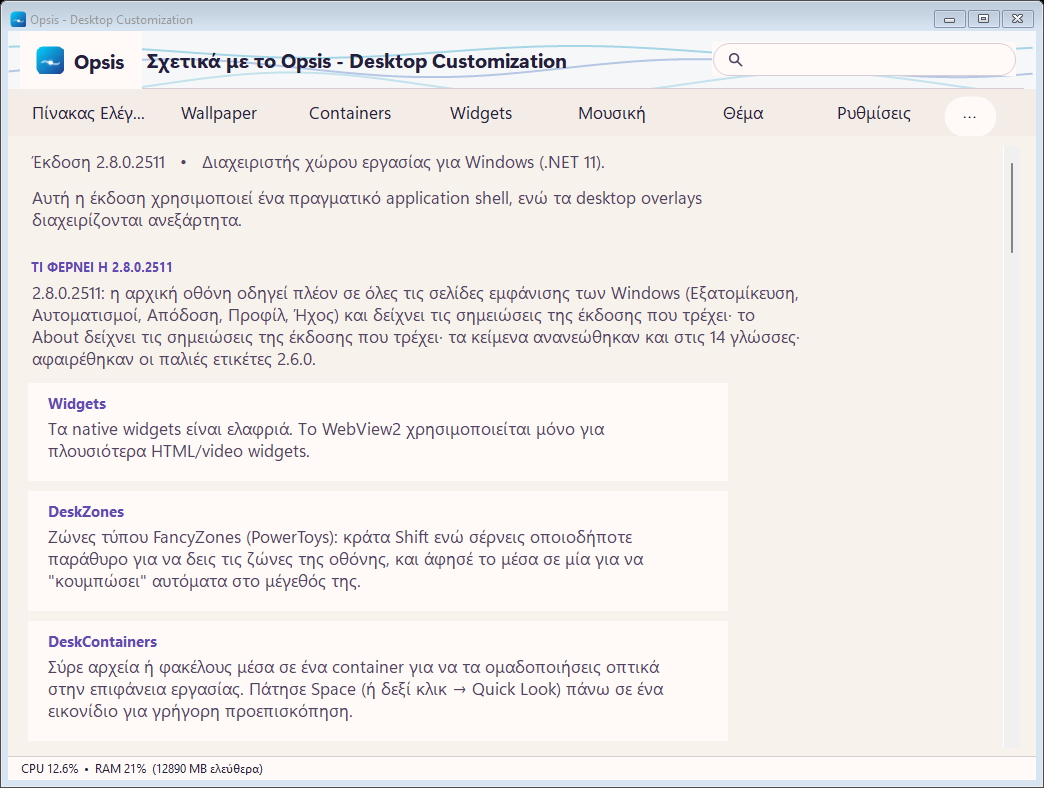 Opsis - Desktop Customization
Opsis
Σχετικά με το Opsis - Desktop Customization
Πίνακας Ελέγ...
Wallpaper
Containers
Widgets
Μουσική
Θέμα
Ρυθμίσεις
...
Έκδοση 2.8.0.2511 • Διαχειριστής χώρου εργασίας για Windows (.NET 11).
Αυτή η έκδοση χρησιμοποιεί ένα πραγματικό application shell, ενώ τα desktop overlays
διαχειρίζονται ανεξάρτητα.
ΤΙ ΦΕΡΝΕΙ Η 2.8.0.2511
2.8.0.2511: η αρχική οθόνη οδηγεί πλέον σε όλες τις σελίδες εμφάνισης των Windows (Εξατομίκευση,
Αυτοματισμοί, Απόδοση, Προφίλ, Ήχος) και δείχνει τις σημειώσεις της έκδοσης που τρέχει· το
About δείχνει τις σημειώσεις της έκδοσης που τρέχει· τα κείμενα ανανεώθηκαν και στις 14 γλώσσες·
αφαιρέθηκαν οι παλιές ετικέτες 2.6.0.
Widgets
Τα native widgets είναι ελαφριά. Το WebView2 χρησιμοποιείται μόνο για
πλουσιότερα HTML/video widgets.
DeskZones
Ζώνες τύπου FancyZones (PowerToys): κράτα Shift ενώ σέρνεις οποιοδήποτε
παράθυρο για να δεις τις ζώνες της οθόνης, και άφησέ το μέσα σε μία για να
"κουμπώσει" αυτόματα στο μέγεθός της.
DeskContainers
Σύρε αρχεία ή φακέλους μέσα σε ένα container για να τα ομαδοποιήσεις οπτικά
στην επιφάνεια εργασίας. Πάτησε Space (ή δεξί κλικ → Quick Look) πάνω σε ένα
εικονίδιο για γρήγορη προεπισκόπηση.
CPU 12.6% • RAM 21% (12890 MB ελεύθερα)